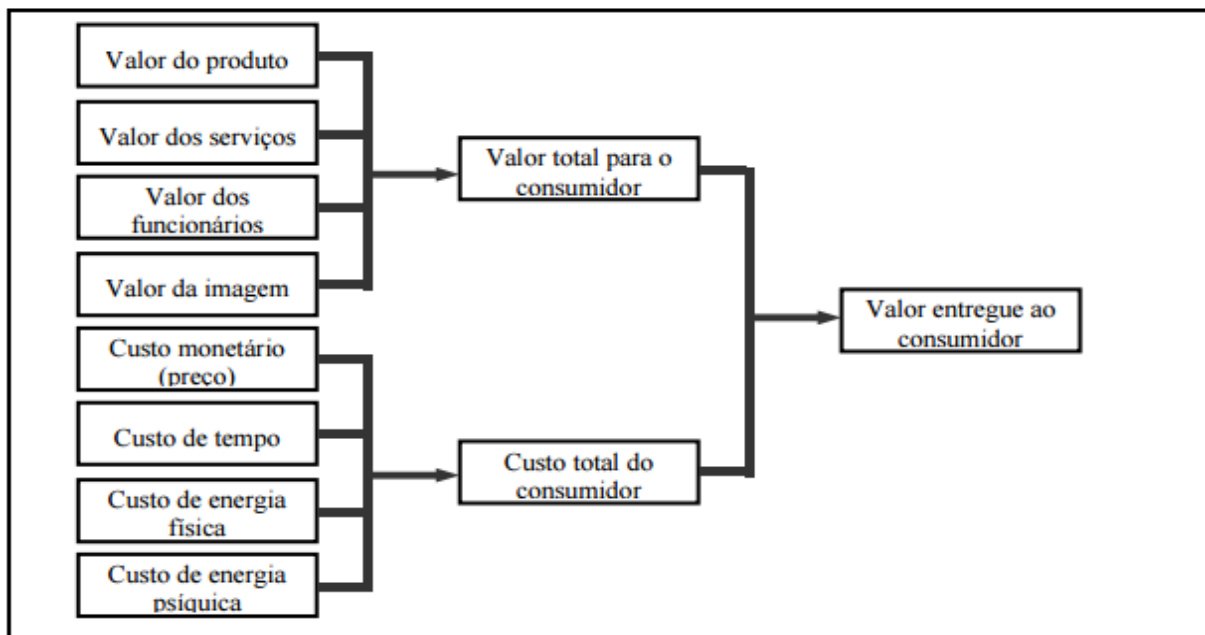 Valor do produto
Valor dos serviços
Valor dos
funcionários
Valor da imagem
Custo monetário
(preço)
Custo de tempo
Custo de energia
física
Custo de energia
psíquica
Valor total para o
consumidor
Custo total do
consumidor
Valor entregue ao
consumidor